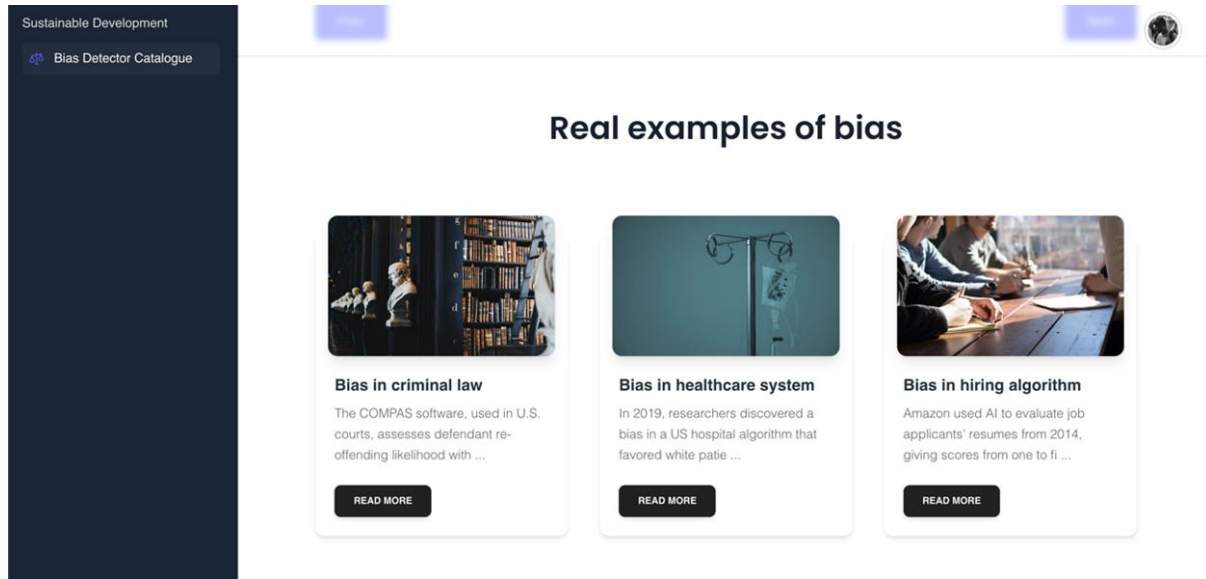 Sustainable Development
Bias Detector Catalogue
Real examples of bias
Bias in criminal law
The COMPAS software, used in U.S.
courts, assesses defendant re-
offending likelihood with ...
READ MORE
Bias in healthcare system
In 2019, researchers discovered a
bias in a US hospital algorithm that
favored white patie ...
READ MORE
Bias in hiring algorithm
Amazon used AI to evaluate job
applicants' resumes from 2014,
giving scores from one to fi ...
READ MORE